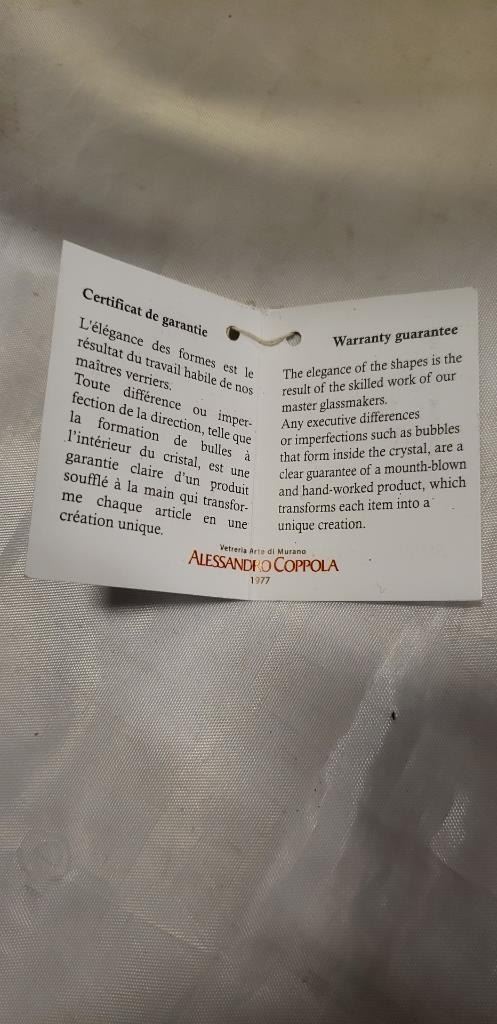 Certificat de garantie
L'élégance des formes est le
résultat du travail habile de nos
maîtres verriers.
Toute différence ou imper-
fection de la direction, telle que
la formation de bulles à
l'intérieur du cristal, est une
garantie claire d'un produit
soufflé à la main qui transfor-
me chaque article en une
création unique.
Warranty guarantee
The elegance of the shapes is the
result of the skilled work of our
master glassmakers.
Any executive differences
or imperfections such as bubbles
that form inside the crystal, are a
clear guarantee of a mounth-blown
and hand-worked product, which
transforms each item into a
unique creation.
Vetreria Arte di Murano
ALESSANDRO COPPOLA
1977